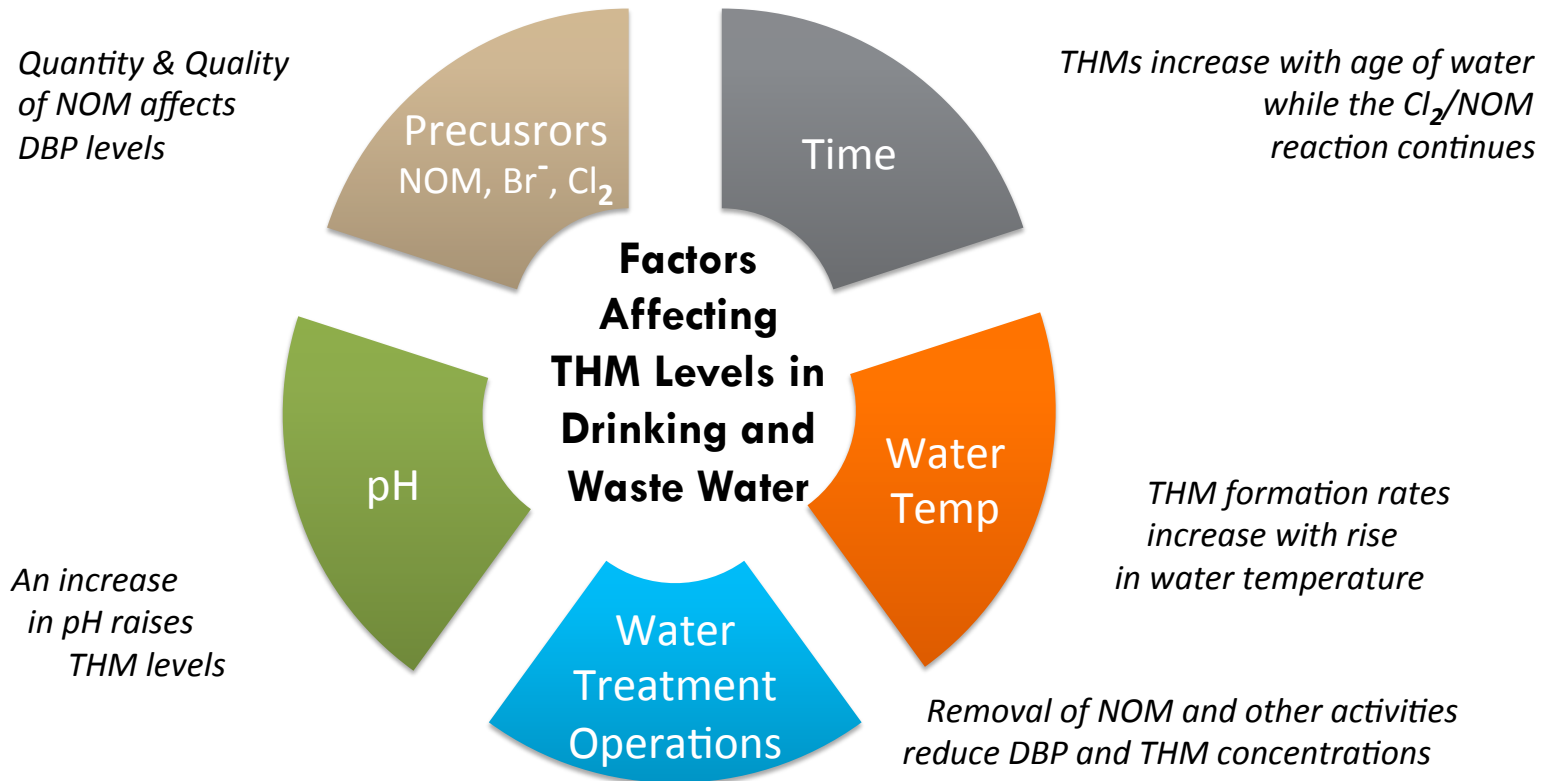 Quantity & Quality
of NOM affects
DBP levels
Precusrors
NOM, Br⁻, Cl₂
Time
THMs increase with age of water
while the Cl₂/NOM
reaction continues
Factors
Affecting
THM Levels in
Drinking and
Waste Water
pH
An increase
in pH raises
THM levels
Water
Temp
THM formation rates
increase with rise
in water temperature
Water
Treatment
Operations
Removal of NOM and other activities
reduce DBP and THM concentrations